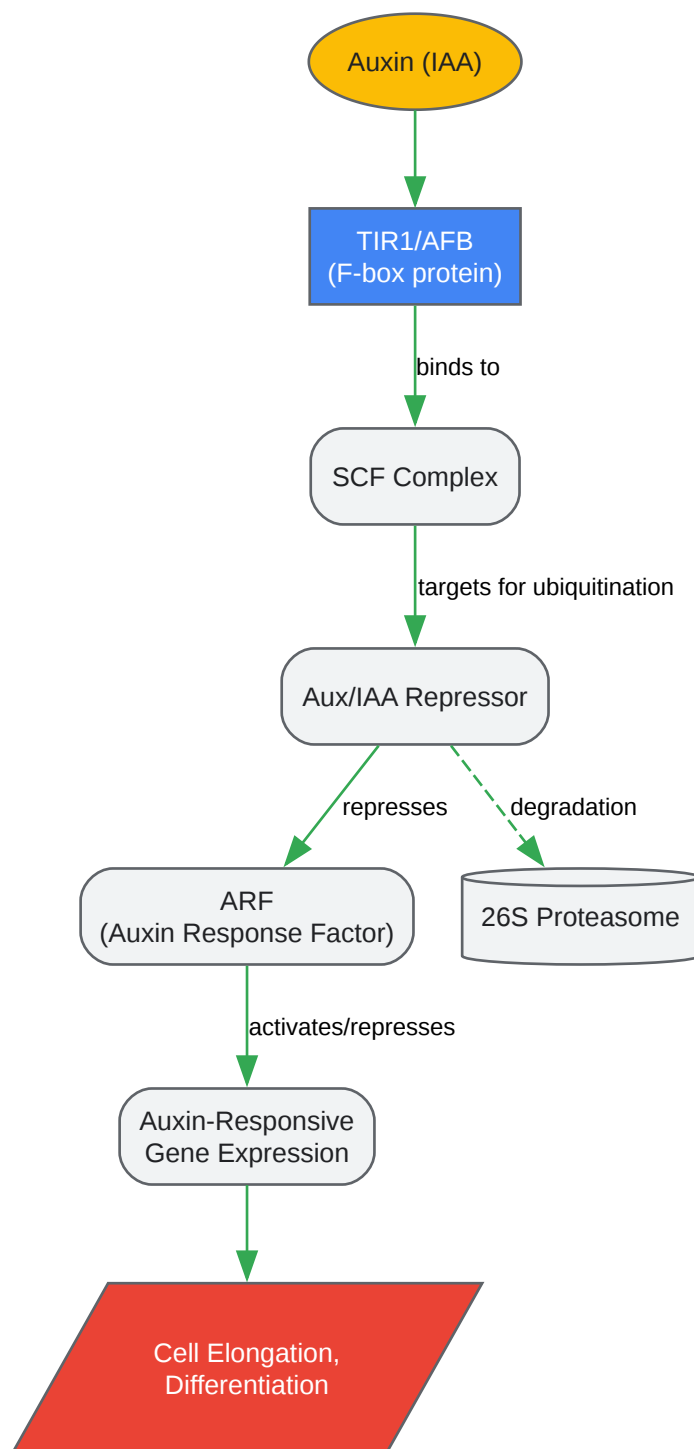 Auxin (IAA)
TIR1/AFB
(F-box protein)
binds to
SCF Complex
targets for ubiquitination
Aux/IAA Repressor
represses
degradation
ARF
(Auxin Response Factor)
26S Proteasome
activates/represses
Auxin-Responsive
Gene Expression
Cell Elongation,
Differentiation